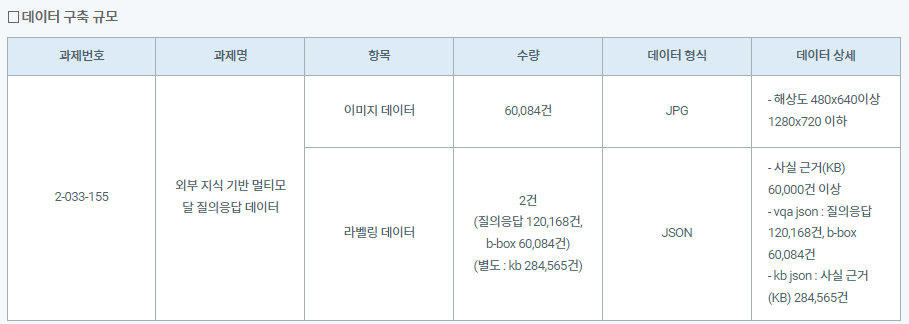 □ 데이터 구축 규모
과제번호 과제명 항목 수량 데이터 형식 데이터 상세
2-033-155
외부 지식 기반 멀티모
달 질의응답 데이터
이미지 데이터
60,084건
JPG
- 해상도 480x640이상
1280x720 이하
라벨링 데이터
2건
(질의응답 120,168건,
b-box 60,084건)
(별도 : kb 284,565건)
JSON
- 사실 근거(KB)
60,000건 이상
- vqa json : 질의응답
120,168건, b-box
60,084건
- kb json : 사실 근거
(KB) 284,565건